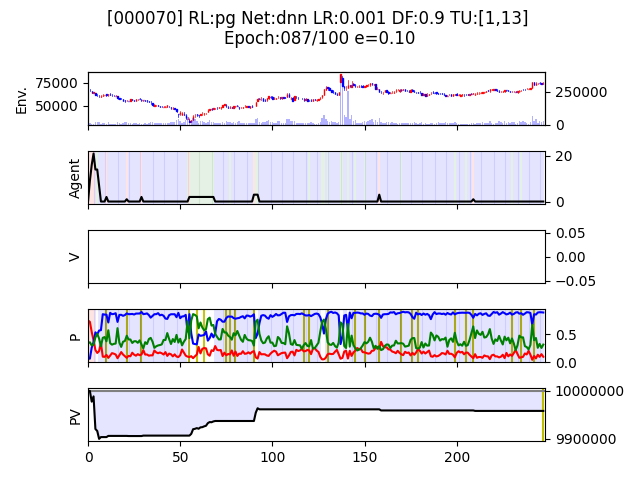 [000070] RL:pg Net:dnn LR:0.001 DF:0.9 TU:[1,13]
Epoch:087/100 e=0.10
Env.
75000
50000
250000
0
Agent
20
0
V
0.05
0.00
−0.05
P
0.5
0.0
PV
10000000
9900000
0 50 100 150 200